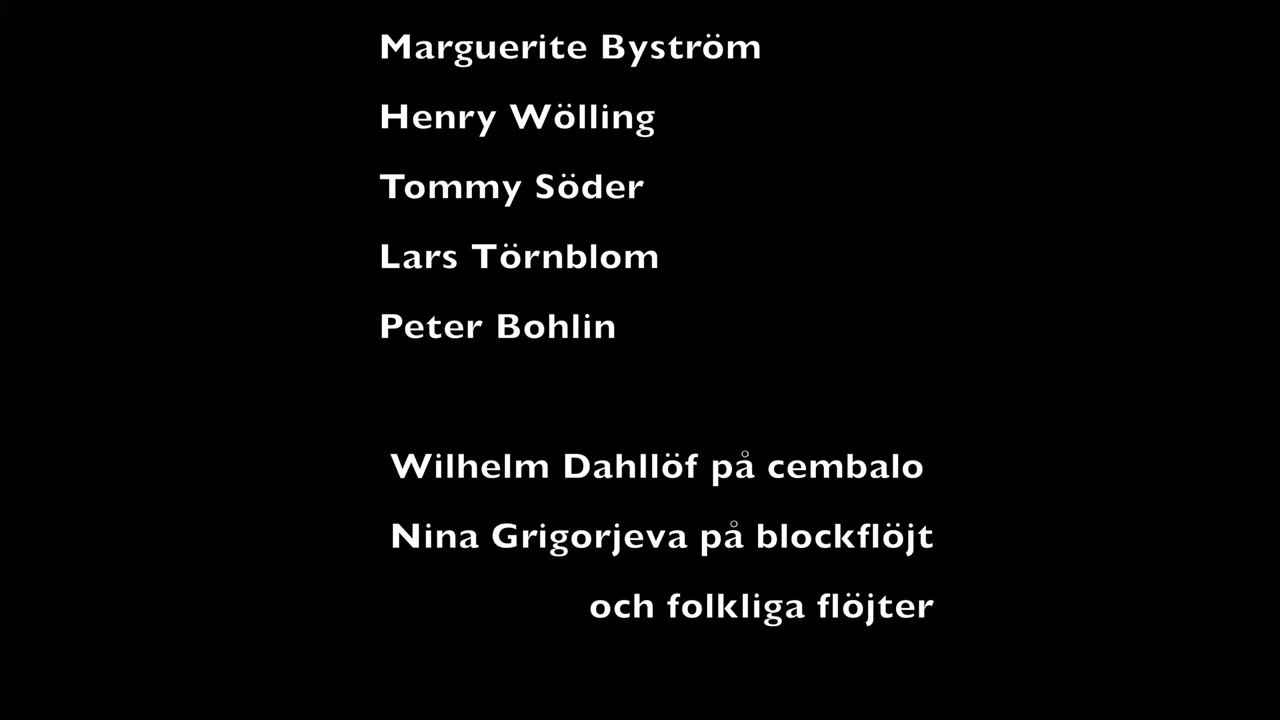 Marguerite Byström
Henry Wölling
Tommy Söder
Lars Törnblom
Peter Bohlin
Wilhelm Dahllöf på cembalo
Nina Grigorjeva på blockflöjt
och folkliga flöjter